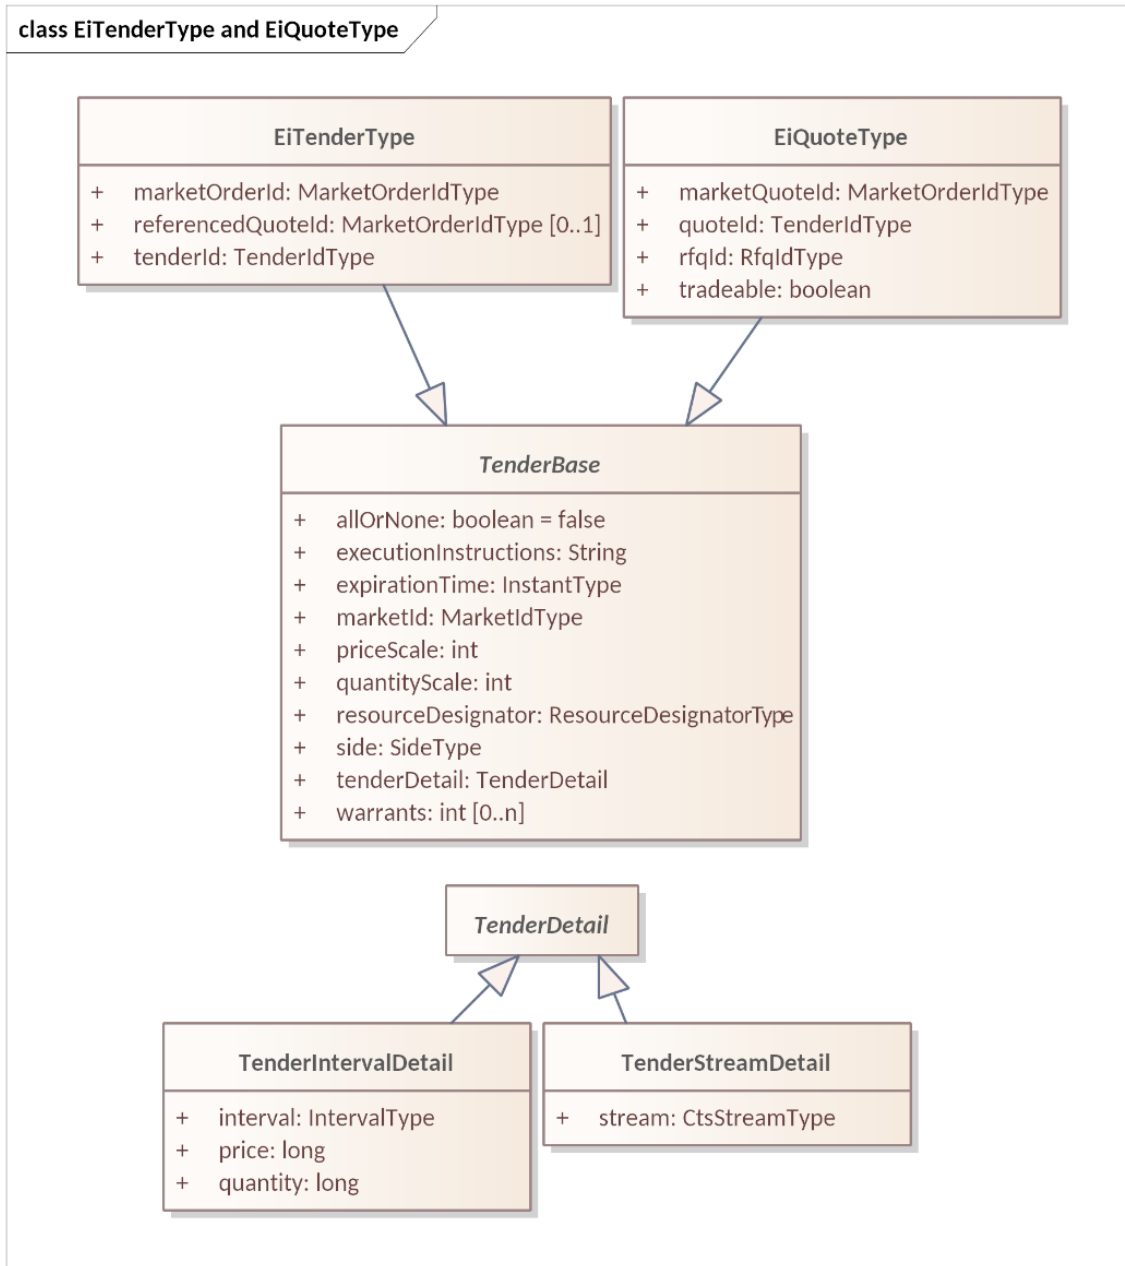 class EiTenderType and EiQuoteType
EiTenderType
+ marketOrderId: MarketOrderIdType
+ referencedQuoteId: MarketOrderIdType [0..1]
+ tenderId: TenderIdType
EiQuoteType
+ marketQuoteId: MarketOrderIdType
+ quoteId: TenderIdType
+ rfqId: RfqIdType
+ tradeable: boolean
TenderBase
+ allOrNone: boolean = false
+ executionInstructions: String
+ expirationTime: InstantType
+ marketId: MarketIdType
+ priceScale: int
+ quantityScale: int
+ resourceDesignator: ResourceDesignatorType
+ side: SideType
+ tenderDetail: TenderDetail
+ warrants: int [0..n]
TenderDetail
TenderIntervalDetail
+ interval: IntervalType
+ price: long
+ quantity: long
TenderStreamDetail
+ stream: CtsStreamType